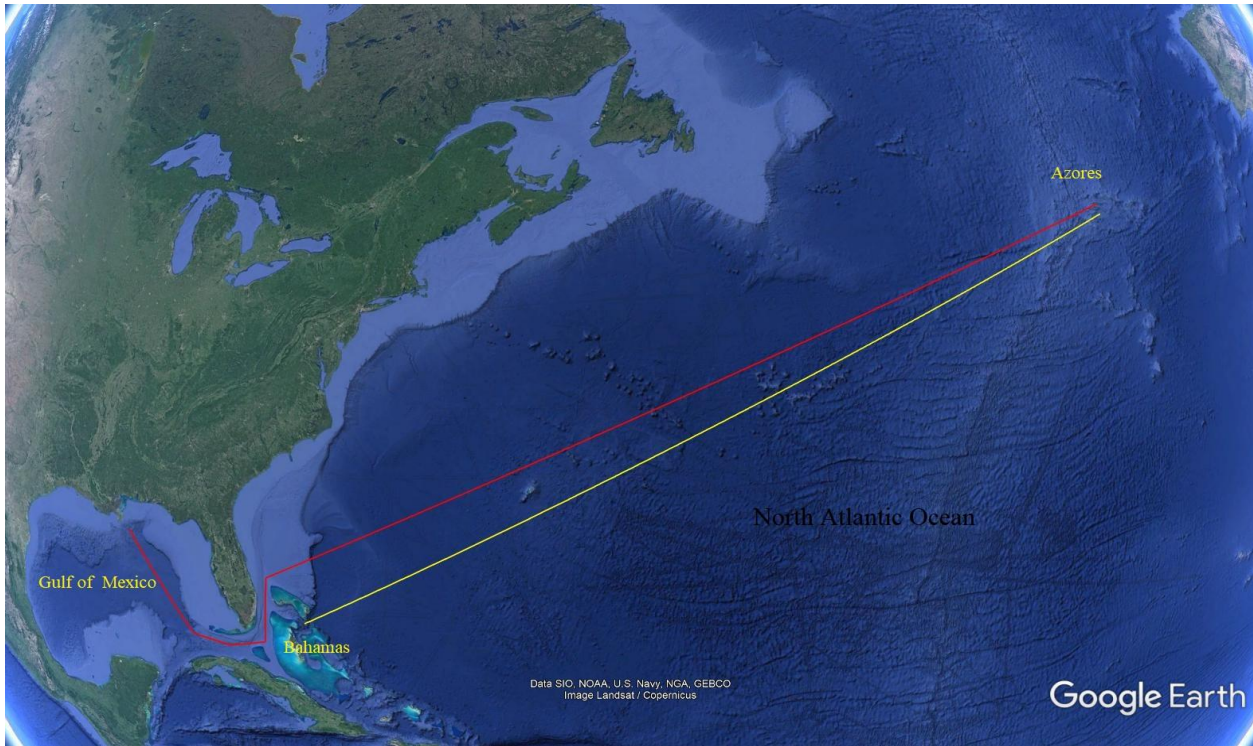 Azores
North Atlantic Ocean
Gulf of Mexico
Bahamas
Data SIO, NOAA, U.S. Navy, NGA, GEBCO
Image Landsat / Copernicus
Google Earth